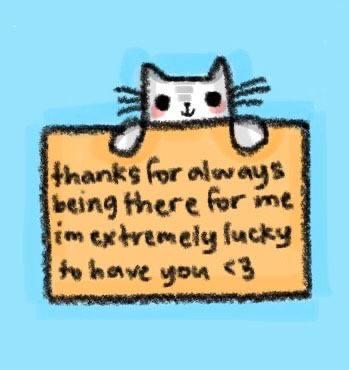 thanks for always
being there for me
im extremely lucky
to have you <3